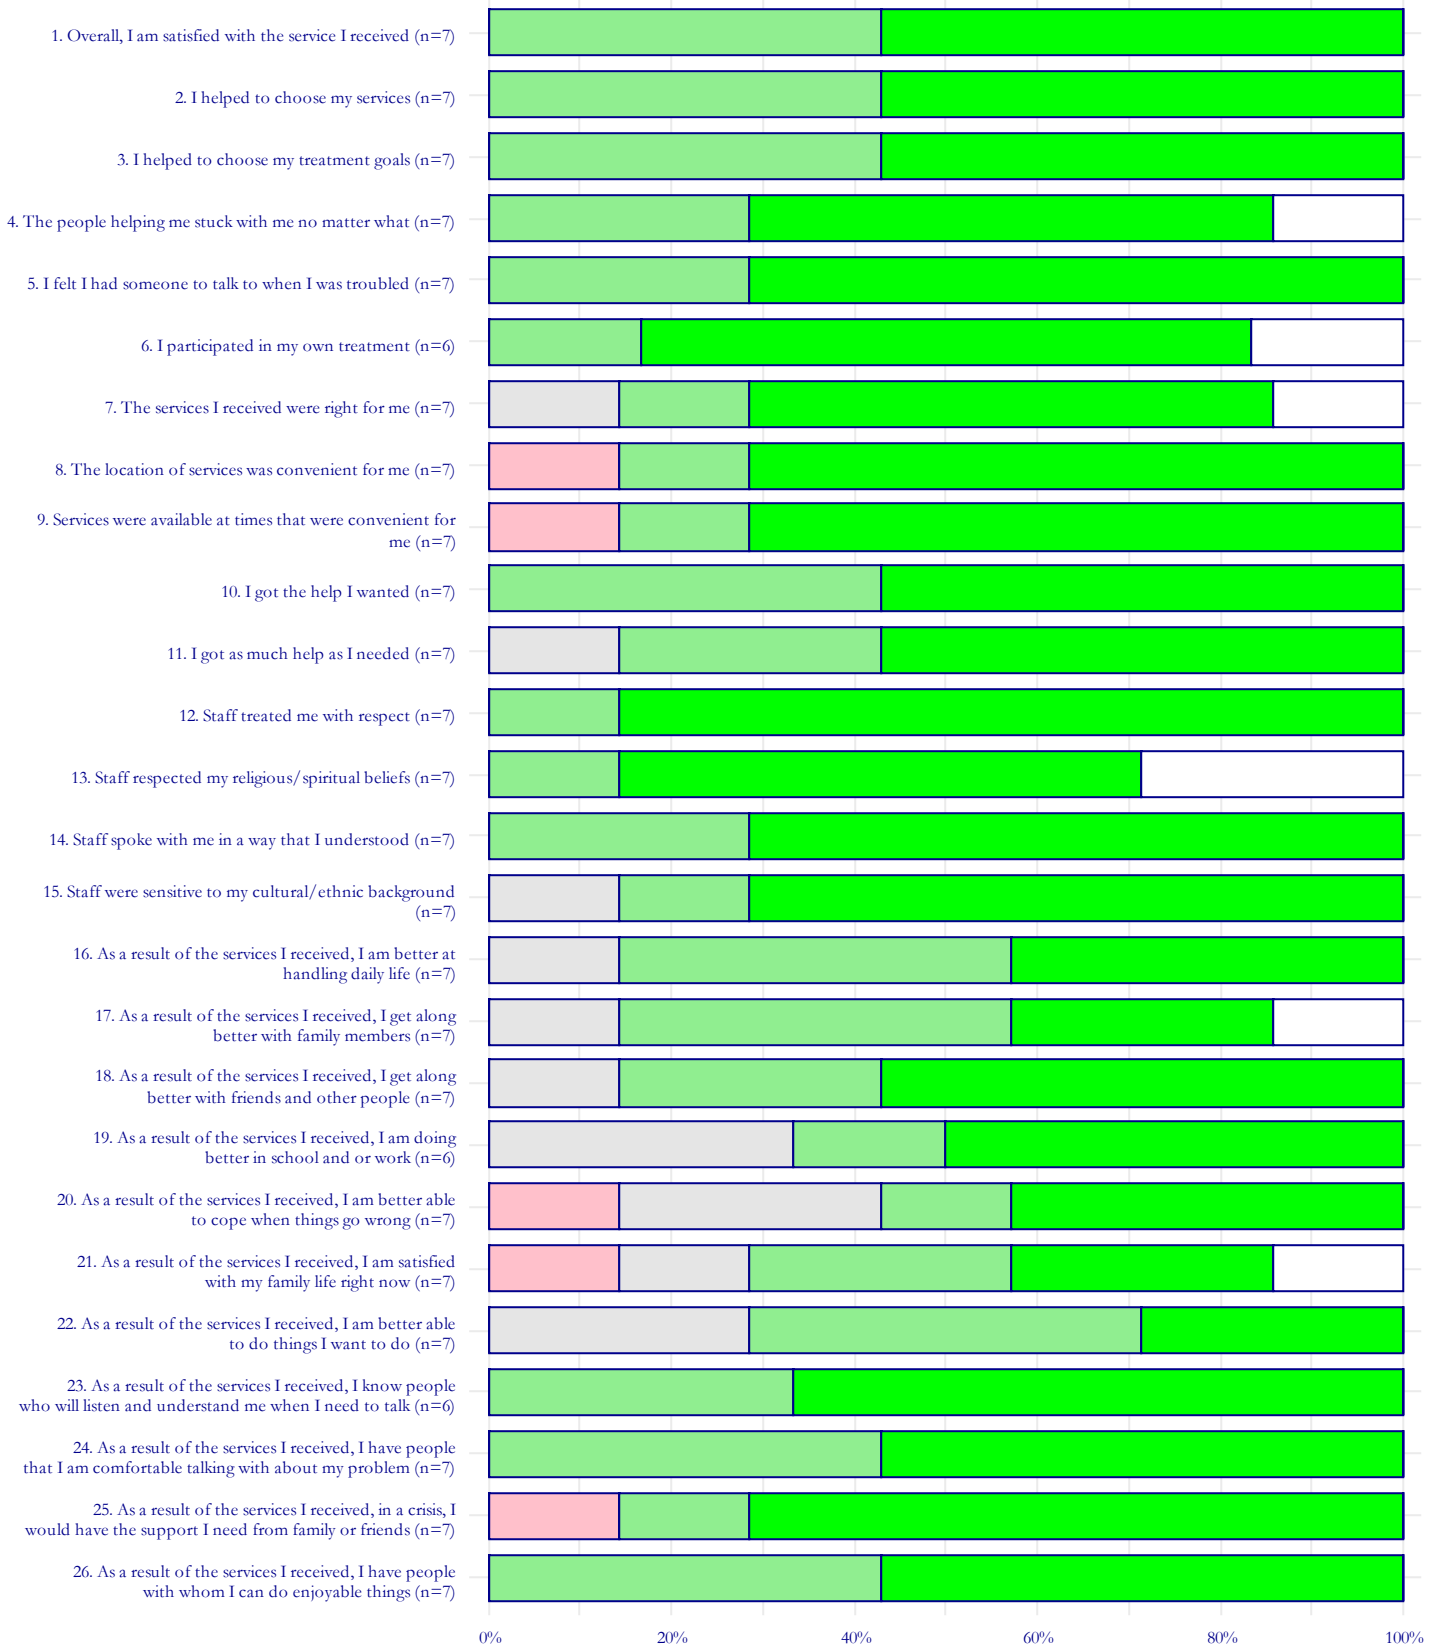 1. Overall, I am satisfied with the service I received (n=7)
2. I helped to choose my services (n=7)
3. I helped to choose my treatment goals (n=7)
4. The people helping me stuck with me no matter what (n=7)
5. I felt I had someone to talk to when I was troubled (n=7)
6. I participated in my own treatment (n=6)
7. The services I received were right for me (n=7)
8. The location of services was convenient for me (n=7)
9. Services were available at times that were convenient for
me (n=7)
10. I got the help I wanted (n=7)
11. I got as much help as I needed (n=7)
12. Staff treated me with respect (n=7)
13. Staff respected my religious/spiritual beliefs (n=7)
14. Staff spoke with me in a way that I understood (n=7)
15. Staff were sensitive to my cultural/ethnic background
(n=7)
16. As a result of the services I received, I am better at
handling daily life (n=7)
17. As a result of the services I received, I get along
better with family members (n=7)
18. As a result of the services I received, I get along
better with friends and other people (n=7)
19. As a result of the services I received, I am doing
better in school and or work (n=6)
20. As a result of the services I received, I am better able
to cope when things go wrong (n=7)
21. As a result of the services I received, I am satisfied
with my family life right now (n=7)
22. As a result of the services I received, I am better able
to do things I want to do (n=7)
23. As a result of the services I received, I know people
who will listen and understand me when I need to talk (n=6)
24. As a result of the services I received, I have people
that I am comfortable talking with about my problem (n=7)
25. As a result of the services I received, in a crisis, I
would have the support I need from family or friends (n=7)
26. As a result of the services I received, I have people
with whom I can do enjoyable things (n=7)
0% 20% 40% 60% 80% 100%